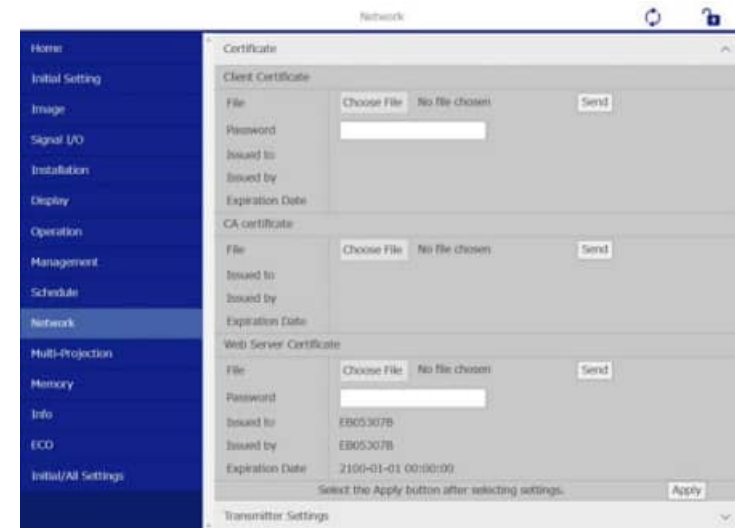 Network
Home
Initial Setting
Image
Signal I/O
Installation
Display
Operation
Management
Schedule
Network
Multi-Projection
Memory
Info
ECO
Initial/All Settings
Certificate
Client Certificate
File Choose File No file chosen Send
Password
Issued to
Issued by
Expiration Date
CA certificate
File Choose File No file chosen Send
Issued to
Issued by
Expiration Date
Web Server Certificate
File Choose File No file chosen Send
Password
Issued to EB05307B
Issued by EB05307B
Expiration Date 2100-01-01 00:00:00
Select the Apply button after selecting settings. Apply
Transmitter Settings